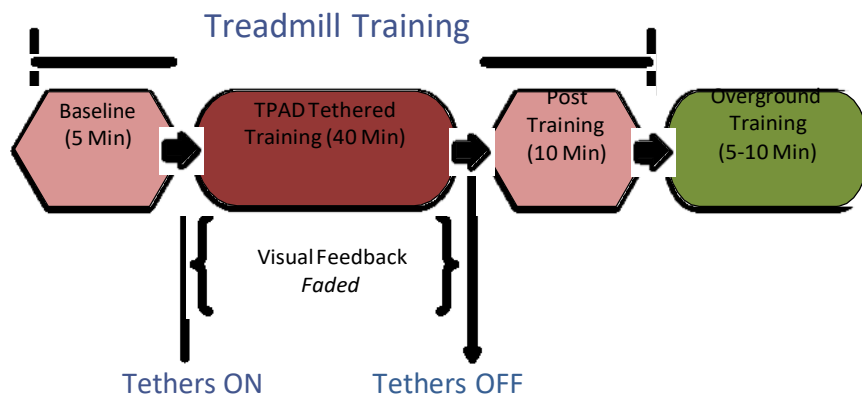 Treadmill Training
Baseline
(5 Min)
TPAD Tethered
Training (40 Min)
Post
Training
(10 Min)
Overground
Training
(5-10 Min)
Visual Feedback
Faded
Tethers ON
Tethers OFF